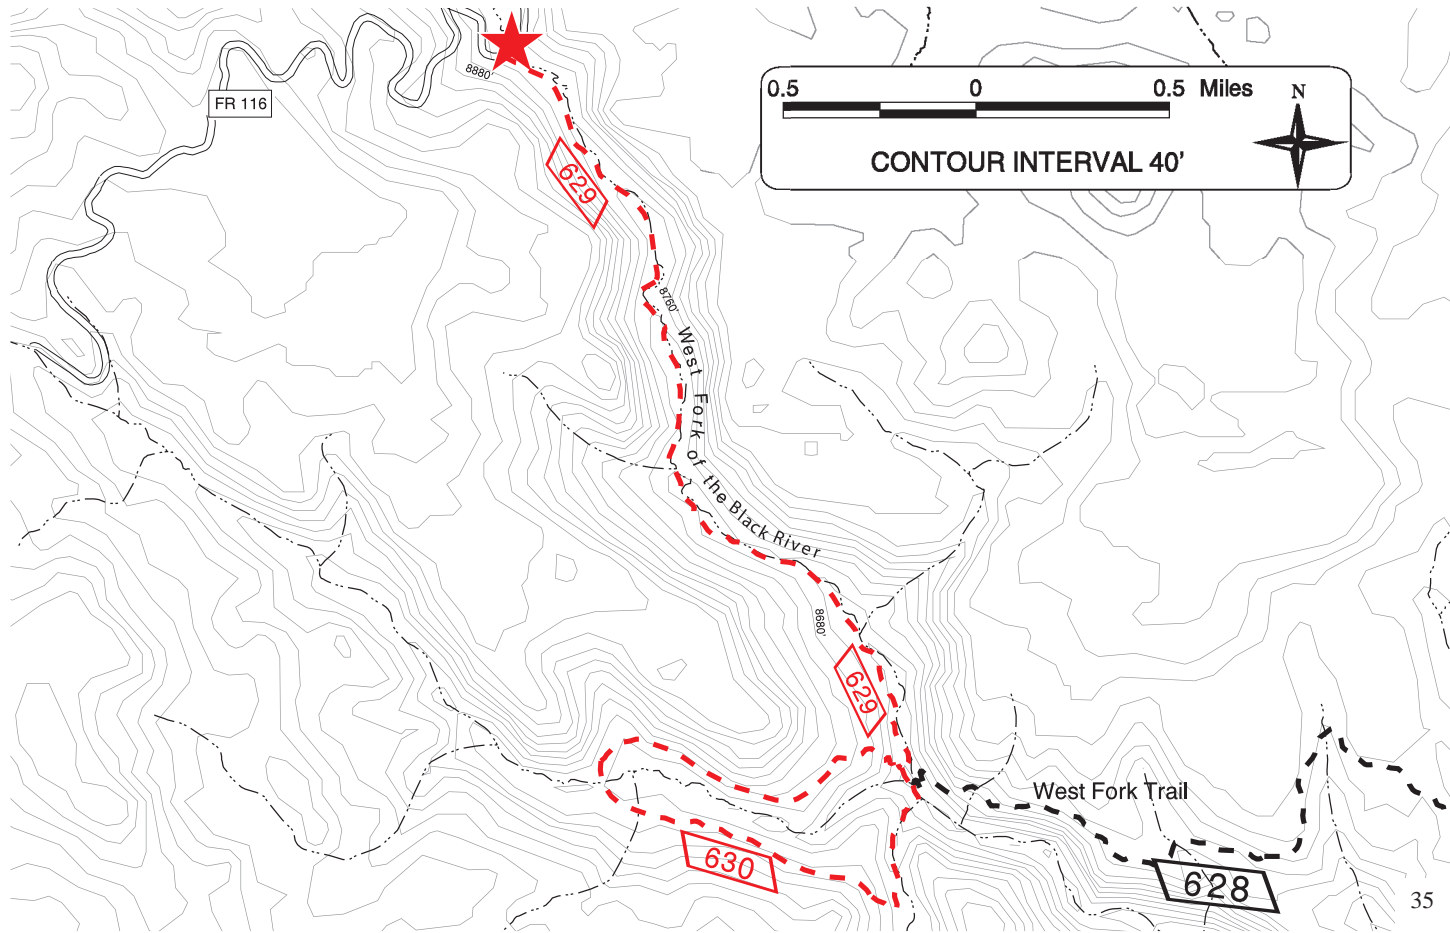 8880'
FR 116
0.5 0 0.5 Miles
N
CONTOUR INTERVAL 40'
629
8760'
West Fork of the Black River
8680'
629
West Fork Trail
630
628
35